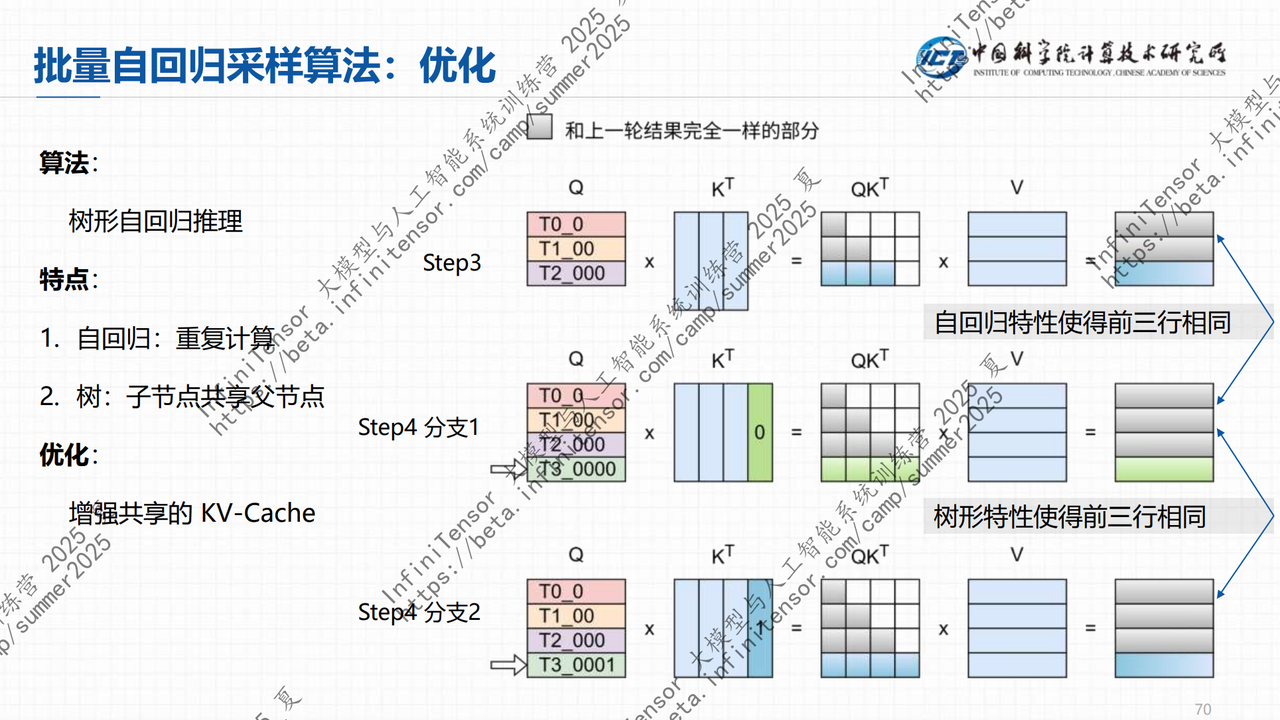 批量自回归采样算法：优化
中国科学院计算技术研究所
INSTITUTE OF COMPUTING TECHNOLOGY, CHINESE ACADEMY OF SCIENCES
ICT
和上一轮结果完全一样的部分
算法：
树形自回归推理
特点：
1. 自回归：重复计算
2. 树：子节点共享父节点
优化：
增强共享的 KV-Cache
Q K^T QK^T V
Step3
T0_0
T1_00
T2_000
x = x =
自回归特性使得前三行相同
Q K^T QK^T V
Step4 分支1
T0_0
T1_00
T2_000
T3_0000
x 0 = x =
树形特性使得前三行相同
Q K^T QK^T V
Step4 分支2
T0_0
T1_00
T2_000
T3_0001
x 1 = x =
70
InfiniTensor 大模型与人工智能系统训练营 2025 夏
https://beta.infinitensor.com/camp/summer2025